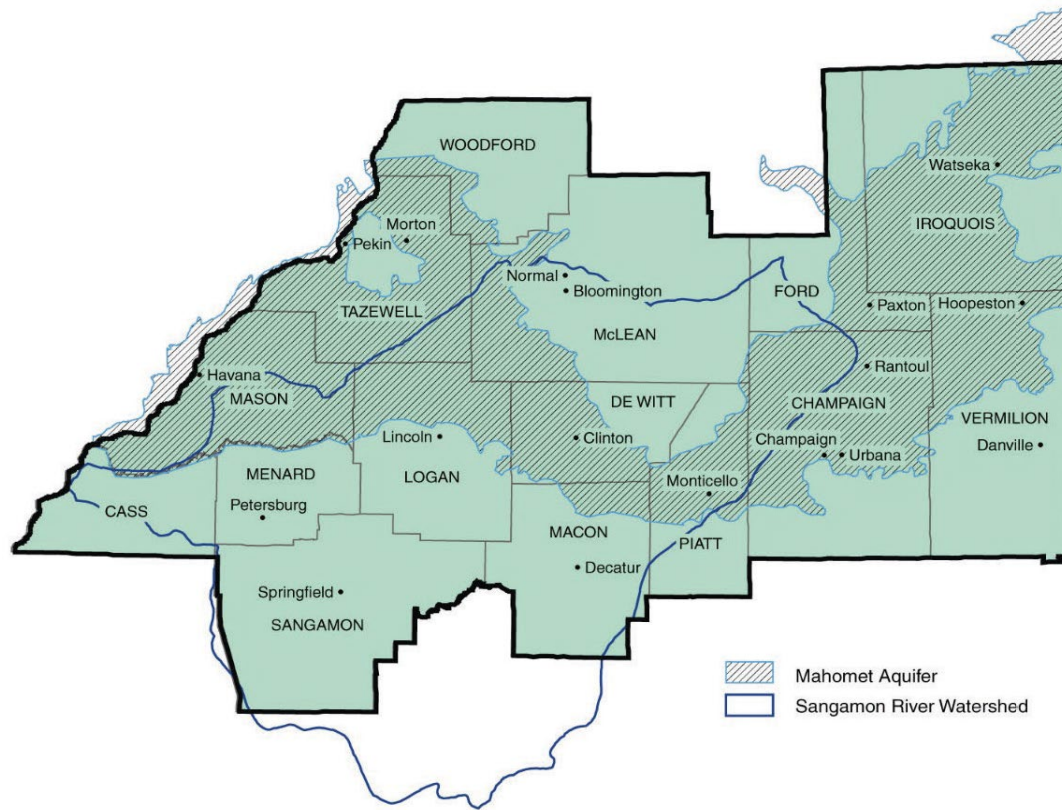 WOODFORD
Watseka
Morton
Pekin
IROQUOIS
Normal
Bloomington
FORD
Paxton
Hoopeston
TAZEWELL
McLEAN
Rantoul
Havana
MASON
DE WITT
CHAMPAIGN
VERMILION
Lincoln
Clinton
Champaign
Urbana
Danville
MENARD
LOGAN
Monticello
Petersburg
CASS
MACON
PIATT
Decatur
Springfield
SANGAMON
Mahomet Aquifer
Sangamon River Watershed